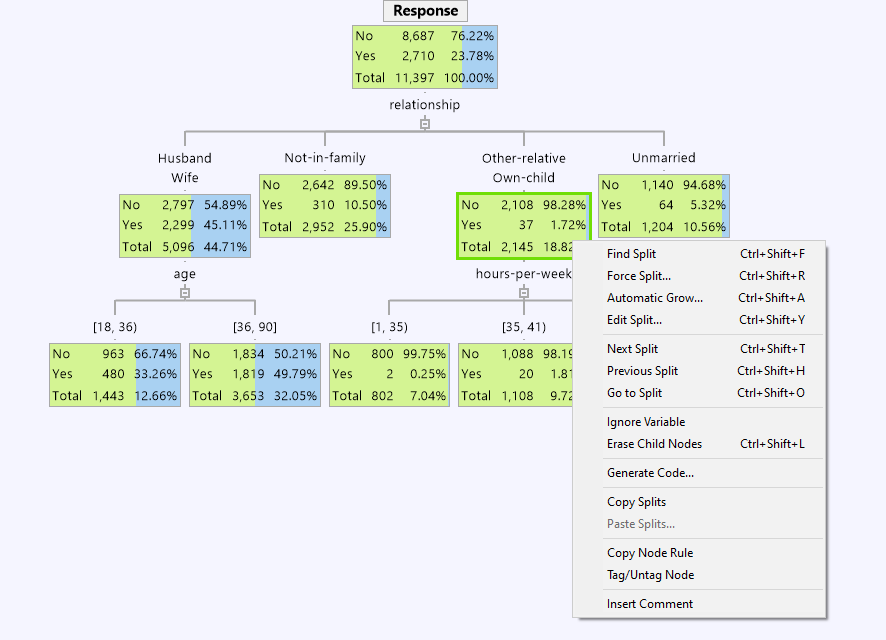 Response
No 8,687 76.22%
Yes 2,710 23.78%
Total 11,397 100.00%
relationship
Husband
Wife
No 2,797 54.89%
Yes 2,299 45.11%
Total 5,096 44.71%
age
Not-in-family
No 2,642 89.50%
Yes 310 10.50%
Total 2,952 25.90%
Other-relative
Own-child
No 2,108 98.28%
Yes 37 1.72%
Total 2,145 18.82
hours-per-week
Unmarried
No 1,140 94.68%
Yes 64 5.32%
Total 1,204 10.56%
[18, 36)
No 963 66.74%
Yes 480 33.26%
Total 1,443 12.66%
[36, 90]
No 1,834 50.21%
Yes 1,819 49.79%
Total 3,653 32.05%
[1, 35)
No 800 99.75%
Yes 2 0.25%
Total 802 7.04%
[35, 41)
No 1,088 98.19
Yes 20 1.81
Total 1,108 9.72
Find Split Ctrl+Shift+F
Force Split... Ctrl+Shift+R
Automatic Grow... Ctrl+Shift+A
Edit Split... Ctrl+Shift+Y
Next Split Ctrl+Shift+T
Previous Split Ctrl+Shift+H
Go to Split Ctrl+Shift+O
Ignore Variable
Erase Child Nodes Ctrl+Shift+L
Generate Code...
Copy Splits
Paste Splits...
Copy Node Rule
Tag/Untag Node
Insert Comment